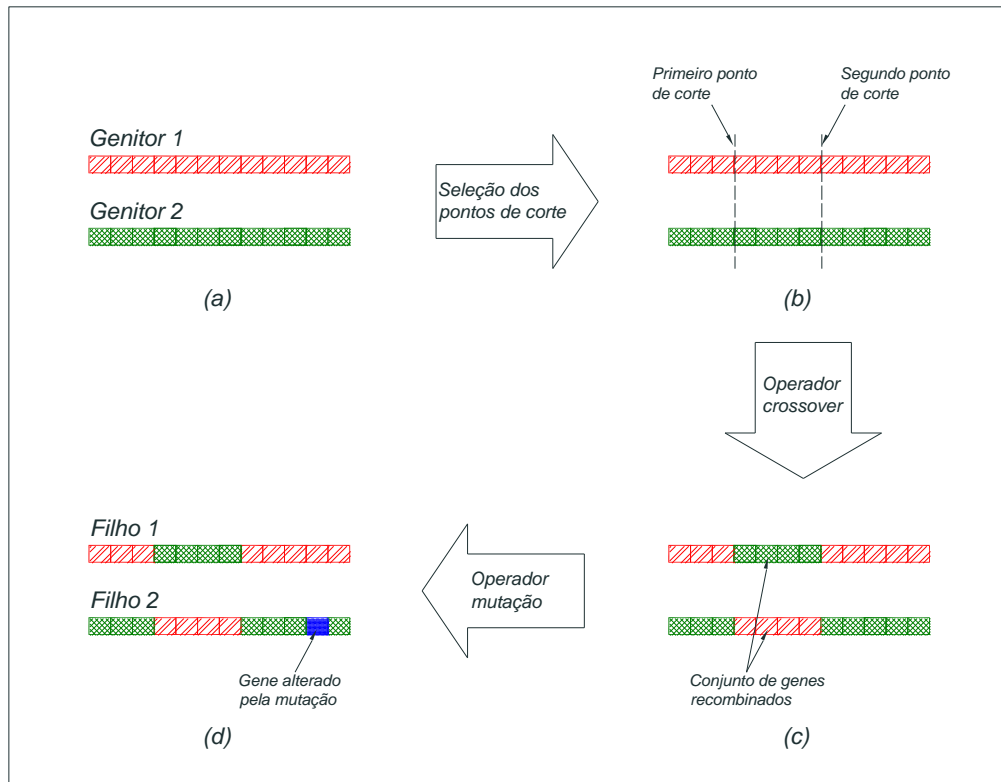 Genitor 1
Genitor 2
(a)
Seleção dos
pontos de corte
Primeiro ponto
de corte
Segundo ponto
de corte
(b)
Operador
crossover
Filho 1
Filho 2
Gene alterado
pela mutação
(d)
Operador
mutação
Conjunto de genes
recombinados
(c)